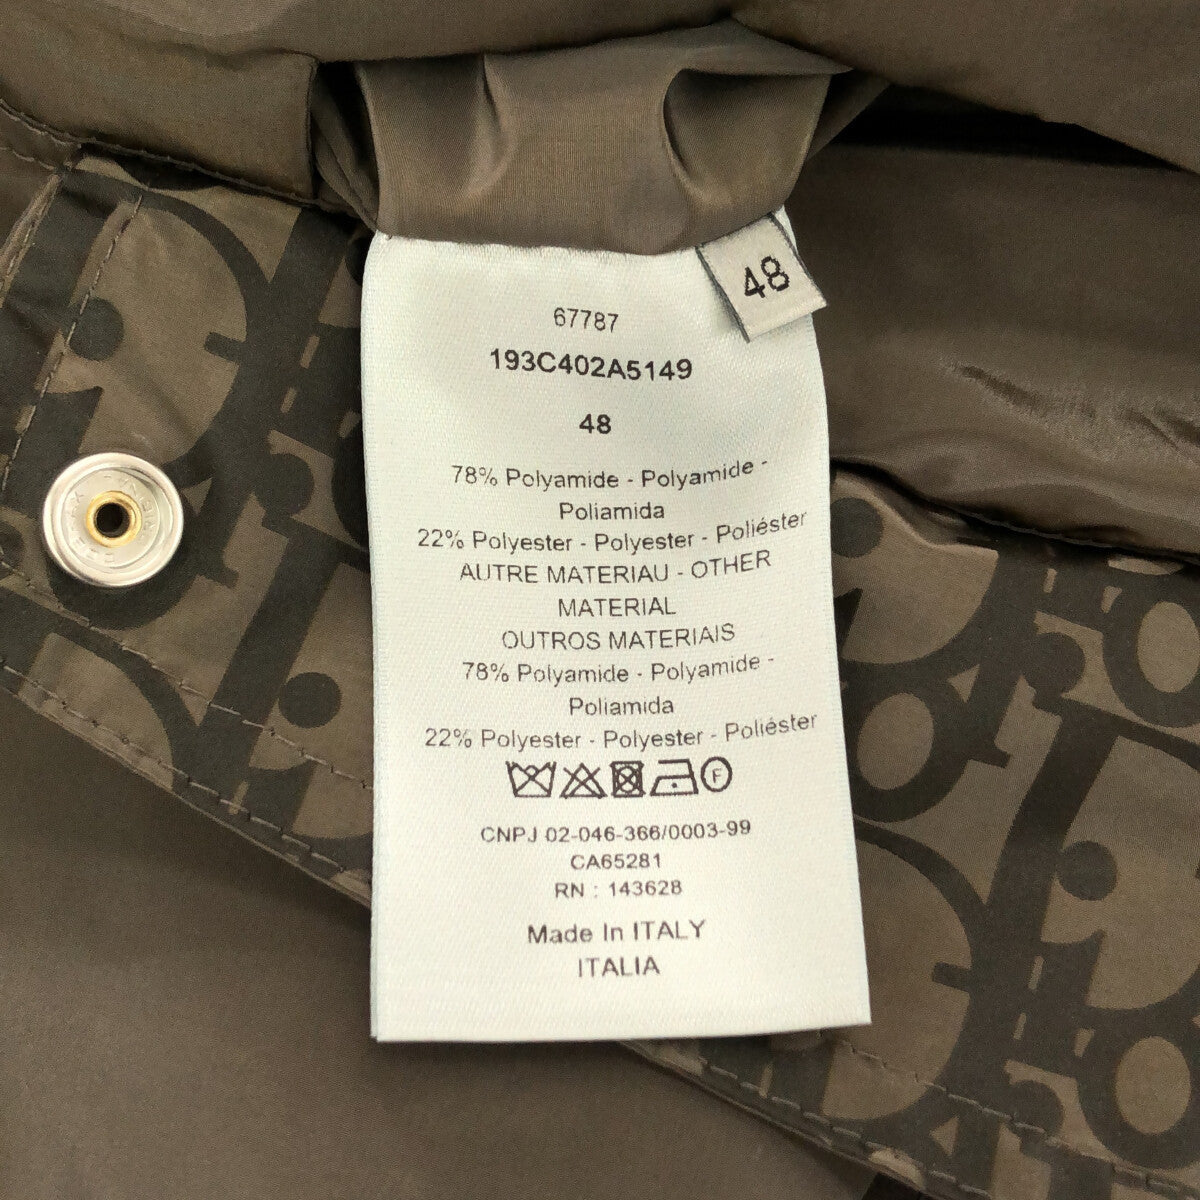 48
67787
193C402A5149
48
78% Polyamide - Polyamide -
Poliamida
22% Polyester - Polyester - Poliéster
AUTRE MATERIAU - OTHER
MATERIAL
OUTROS MATERIAIS
78% Polyamide - Polyamide -
Poliamida
22% Polyester - Polyester - Poliéster
F
CNPJ 02-046-366/0003-99
CA65281
RN : 143628
Made In ITALY
ITALIA